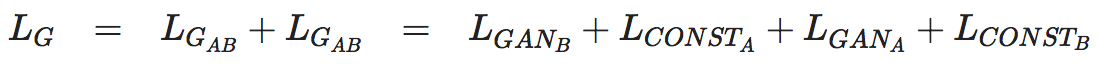 L_G = L_{G_{AB}} + L_{G_{AB}} = L_{GAN_B} + L_{CONST_A} + L_{GAN_A} + L_{CONST_B}